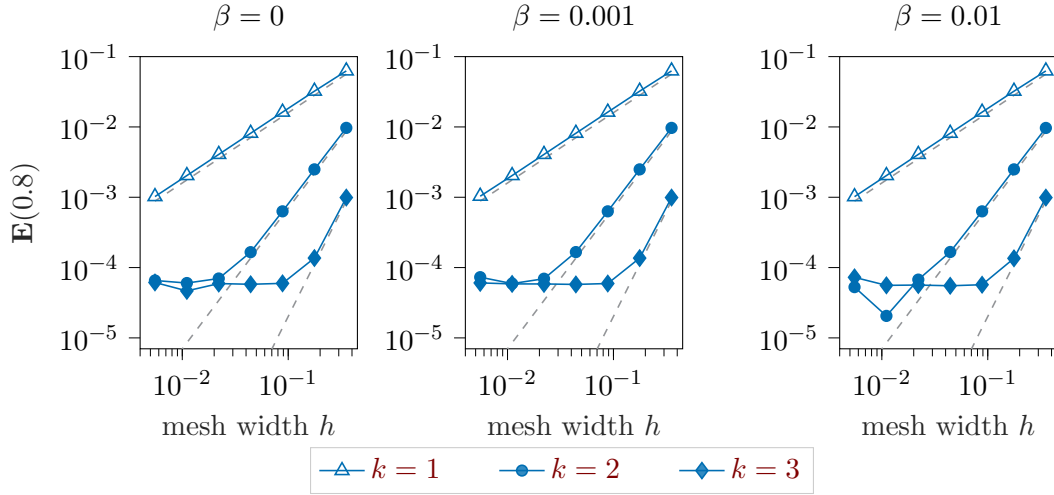 β = 0    β = 0.001    β = 0.01
10⁻¹    10⁻¹    10⁻¹
10⁻²    10⁻²    10⁻²
10⁻³    10⁻³    10⁻³
10⁻⁴    10⁻⁴    10⁻⁴
10⁻⁵    10⁻⁵    10⁻⁵
E(0.8)
10⁻²    10⁻¹    10⁻²    10⁻¹    10⁻²    10⁻¹
mesh width h    mesh width h    mesh width h
k = 1    k = 2    k = 3